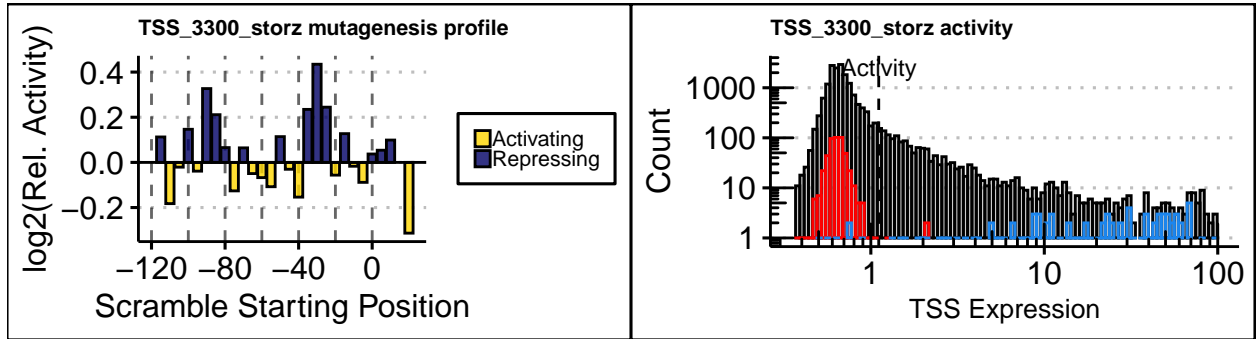 TSS_3300_storz mutagenesis profile
log2(Rel. Activity)
0.4
0.2
0.0
−0.2
−120
−80
−40
0
Scramble Starting Position
Activating
Repressing
TSS_3300_storz activity
Activity
Count
1000
100
10
1
1
10
100
TSS Expression